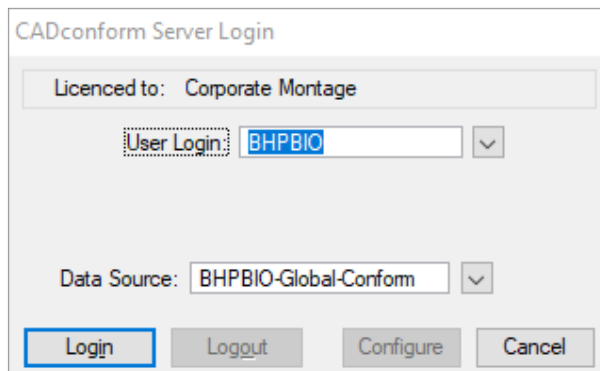 CADconform Server Login
Licenced to: Corporate Montage
User Login: BHPBIO
Data Source: BHPBIO-Global-Conform
Login Logout Configure Cancel